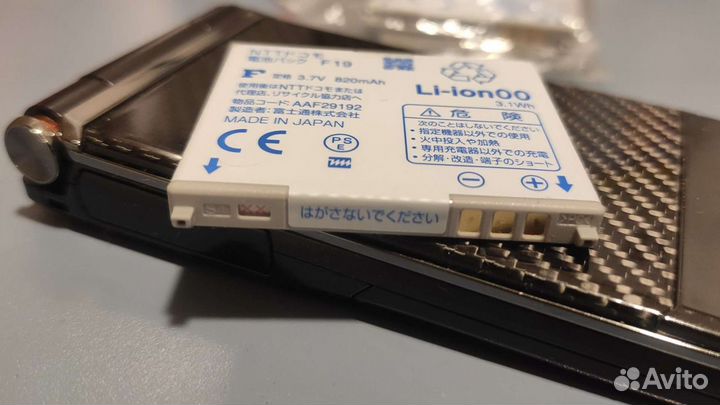 NTTドコモ
電池パック F19
F 定格 3.7V 820mAh
使用後はNTTドコモまたは
代理店、リサイクル協力店へ
物品コード AAF29192
製造者：富士通株式会社
MADE IN JAPAN
CE
PS
E
Li-ion00
3.1Wh
危険
次のことはしないでください
・指定機器以外での使用
・火中投入や加熱
・専用充電器以外での充電
・分解・改造・端子のショート
はがさないでください
Avito